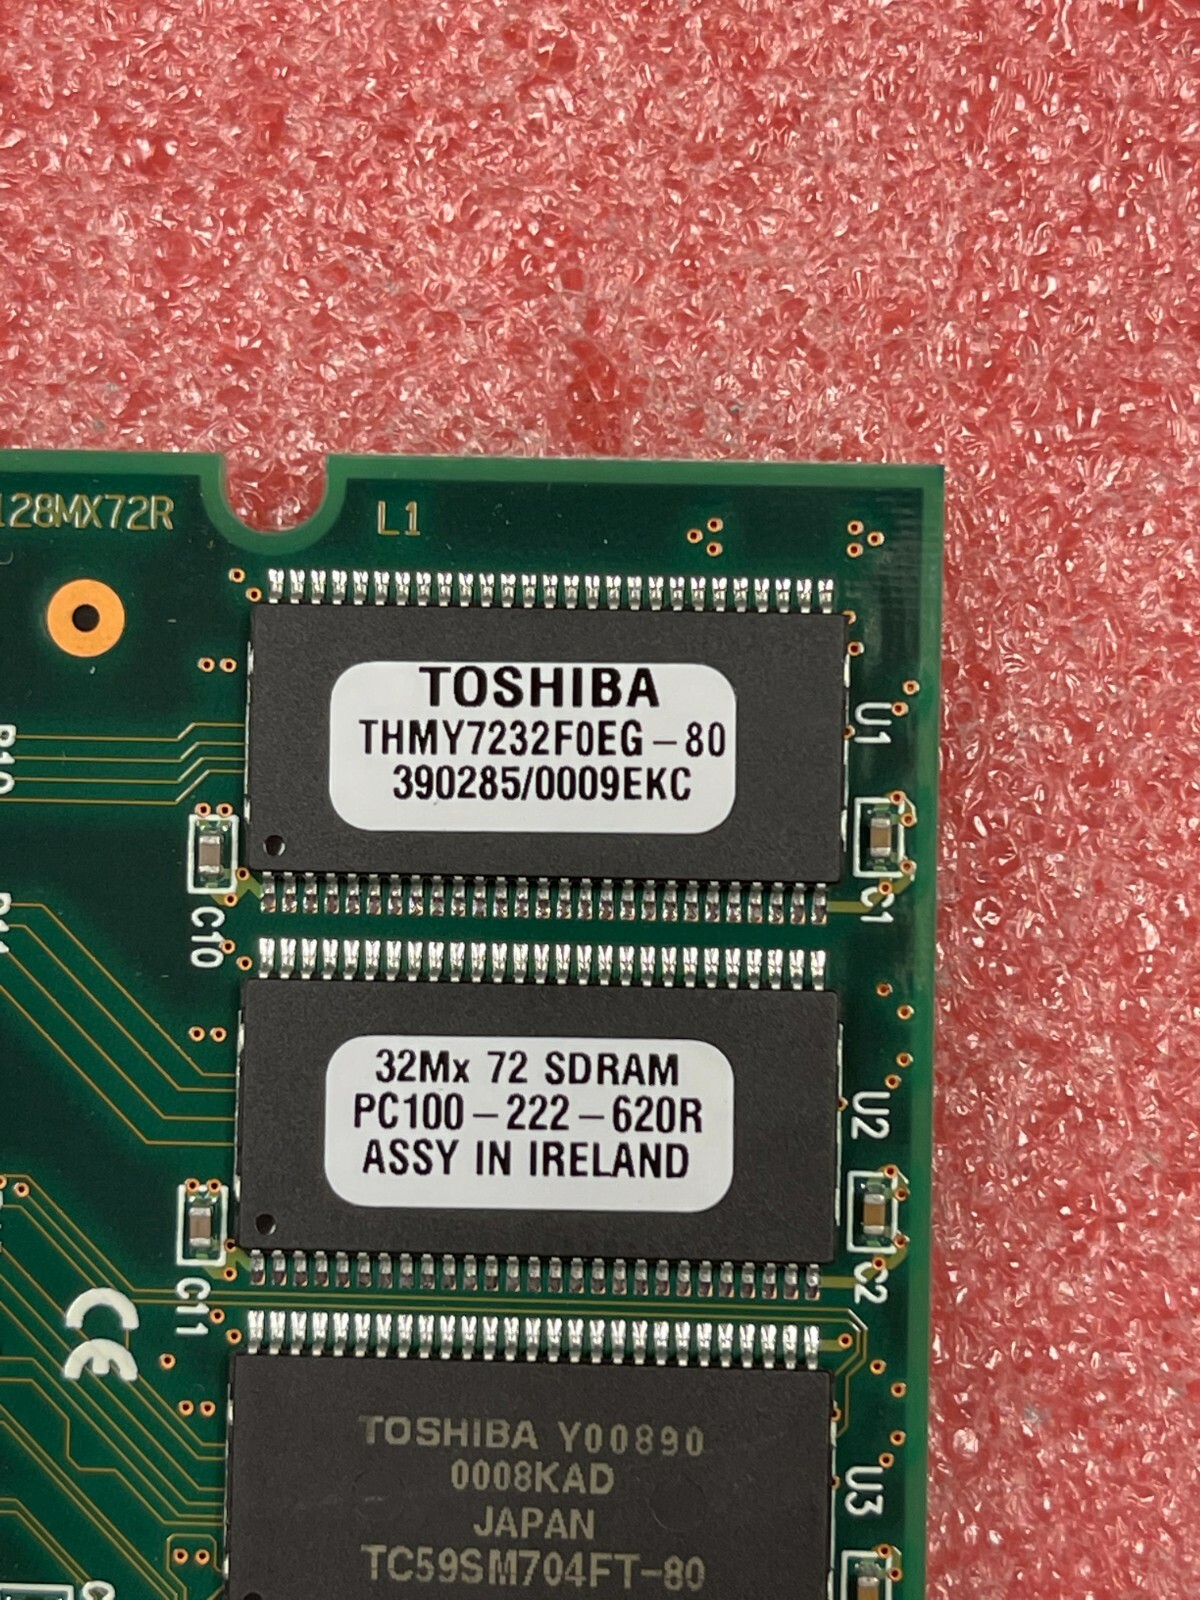 128MX72R
L1
TOSHIBA
THMY7232F0EG-80
390285/0009EKC
U1
C1
C10
32Mx 72 SDRAM
PC100-222-620R
ASSY IN IRELAND
U2
C2
C11
CE
TOSHIBA Y00890
0008KAD
JAPAN
TC59SM704FT-80
U3